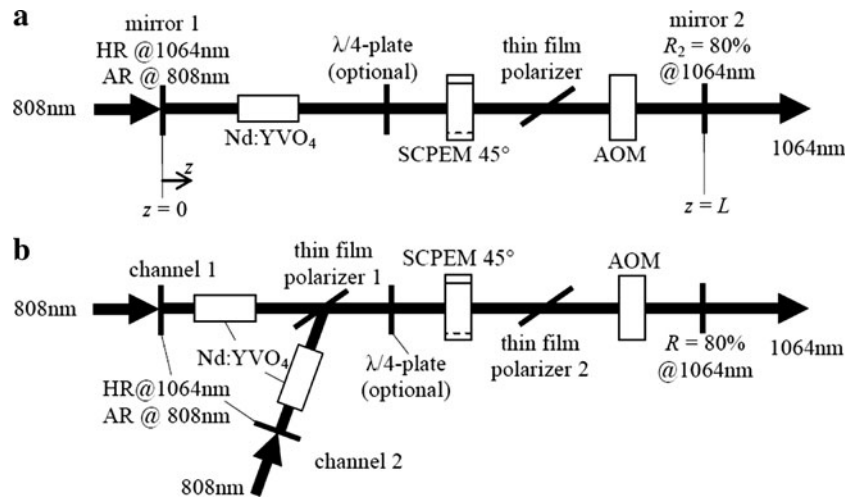 a
mirror 1
HR @1064nm
AR @ 808nm
808nm
Nd:YVO4
λ/4-plate
(optional)
SCPEM 45°
thin film
polarizer
AOM
mirror 2
R2 = 80%
@1064nm
1064nm
z
z = 0
z = L
b
channel 1
808nm
thin film
polarizer 1
SCPEM 45°
AOM
Nd:YVO4
HR@1064nm
AR @ 808nm
λ/4-plate
(optional)
thin film
polarizer 2
R = 80%
@1064nm
1064nm
channel 2
808nm